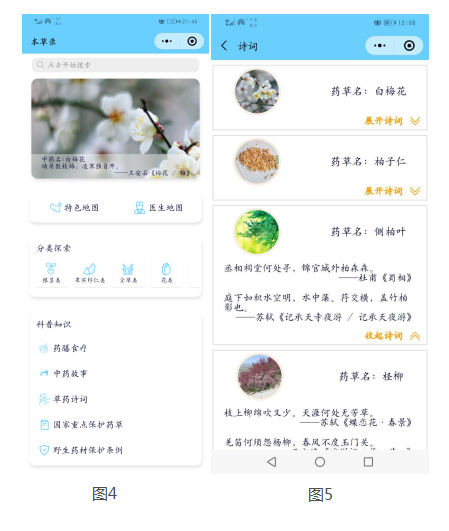 21:46
本草录
点击开始搜索
中药名:白梅花
墙角数枝梅,凌寒独自开。
——王安石《梅花 / 梅》
特色地图
医生地图
分类探索
根茎类
果实籽仁类
全草类
花类
科普知识
药膳食疗
中药故事
草药诗词
国家重点保护药草
野生药材保护条例
图4
12:08
诗词
药草名: 白梅花
展开诗词
药草名: 柏子仁
展开诗词
药草名: 侧柏叶
丞相祠堂何处寻、锦官城外柏森森。
——杜甫《蜀相》
庭下如积水空明、水中藻、荇交横,盖竹柏
影也。
——苏轼《记承天寺夜游 / 记承天夜游》
收起诗词
药草名: 柽柳
枝上柳绵吹又少。天涯何处无芳草。
——苏轼《蝶恋花·春景》
羌笛何须怨杨柳,春风不度玉门关。
图5